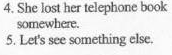 4. She lost her telephone book
somewhere.
5. Let's see something else.